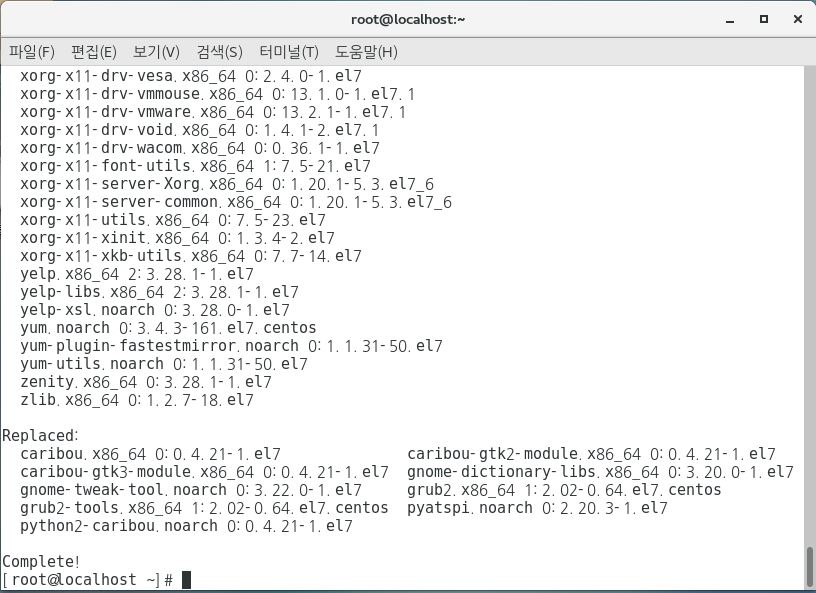 root@localhost:~
파일(F) 편집(E) 보기(V) 검색(S) 터미널(T) 도움말(H)
xorg-x11-drv-vesa.x86_64 0:2.4.0-1.el7
xorg-x11-drv-vmmouse.x86_64 0:13.1.0-1.el7.1
xorg-x11-drv-vmware.x86_64 0:13.2.1-1.el7.1
xorg-x11-drv-void.x86_64 0:1.4.1-2.el7.1
xorg-x11-drv-wacom.x86_64 0:0.36.1-1.el7
xorg-x11-font-utils.x86_64 1:7.5-21.el7
xorg-x11-server-Xorg.x86_64 0:1.20.1-5.3.el7_6
xorg-x11-server-common.x86_64 0:1.20.1-5.3.el7_6
xorg-x11-utils.x86_64 0:7.5-23.el7
xorg-x11-xinit.x86_64 0:1.3.4-2.el7
xorg-x11-xkb-utils.x86_64 0:7.7-14.el7
yelp.x86_64 2:3.28.1-1.el7
yelp-libs.x86_64 2:3.28.1-1.el7
yelp-xsl.noarch 0:3.28.0-1.el7
yum.noarch 0:3.4.3-161.el7.centos
yum-plugin-fastestmirror.noarch 0:1.1.31-50.el7
yum-utils.noarch 0:1.1.31-50.el7
zenity.x86_64 0:3.28.1-1.el7
zlib.x86_64 0:1.2.7-18.el7
Replaced:
caribou.x86_64 0:0.4.21-1.el7 caribou-gtk2-module.x86_64 0:0.4.21-1.el7
caribou-gtk3-module.x86_64 0:0.4.21-1.el7 gnome-dictionary-libs.x86_64 0:3.20.0-1.el7
gnome-tweak-tool.noarch 0:3.22.0-1.el7 grub2.x86_64 1:2.02-0.64.el7.centos
grub2-tools.x86_64 1:2.02-0.64.el7.centos pyatspi.noarch 0:2.20.3-1.el7
python2-caribou.noarch 0:0.4.21-1.el7
Complete!
[root@localhost ~]#